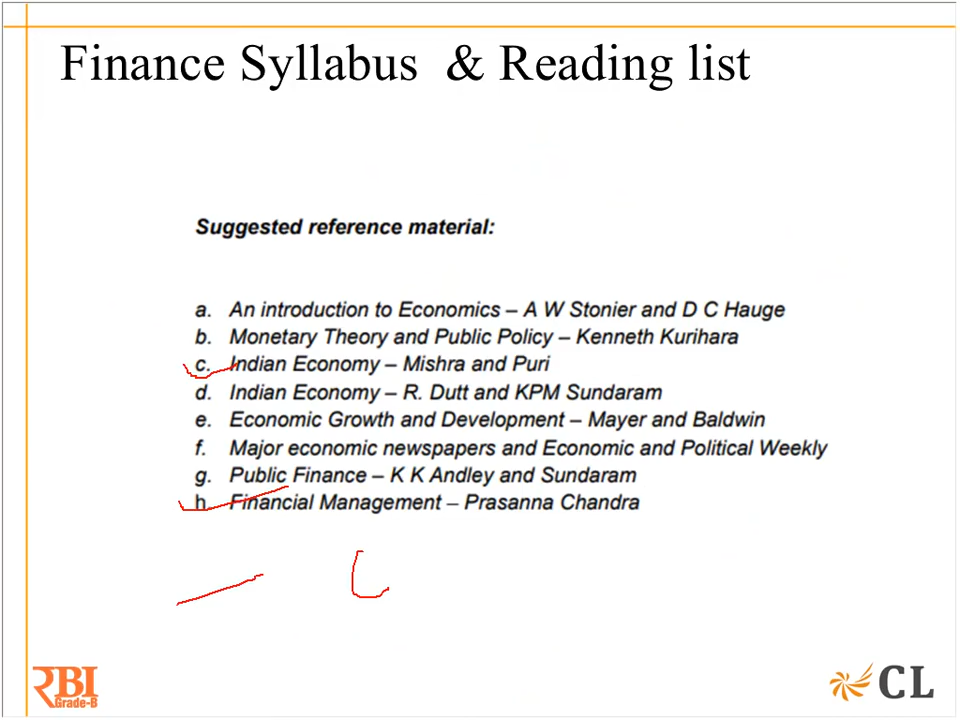 Finance Syllabus & Reading list
Suggested reference material:
a. An introduction to Economics – A W Stonier and D C Hauge
b. Monetary Theory and Public Policy – Kenneth Kurihara
c. Indian Economy – Mishra and Puri
d. Indian Economy – R. Dutt and KPM Sundaram
e. Economic Growth and Development – Mayer and Baldwin
f. Major economic newspapers and Economic and Political Weekly
g. Public Finance – K K Andley and Sundaram
h. Financial Management – Prasanna Chandra
RBI
Grade-B
CL